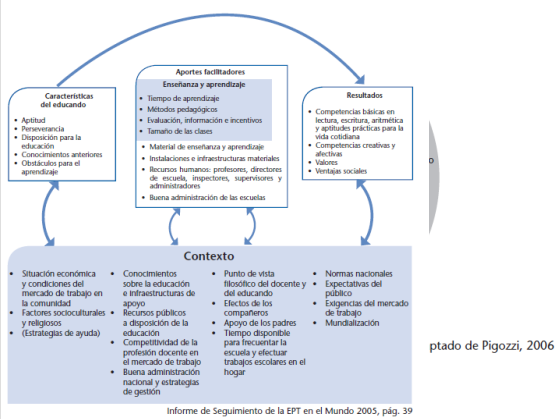 Características
del educando
• Aptitud
• Perseverancia
• Disposición para la
educación
• Conocimientos anteriores
• Obstáculos para el
aprendizaje
Aportes facilitadores
Enseñanza y aprendizaje
• Tiempo de aprendizaje
• Métodos pedagógicos
• Evaluación, información e incentivos
• Tamaño de las clases
• Material de enseñanza y aprendizaje
• Instalaciones e infraestructuras materiales
• Recursos humanos: profesores, directores
de escuela, inspectores, supervisores y
administradores
• Buena administración de las escuelas
Resultados
• Competencias básicas en
lectura, escritura, aritmética
y aptitudes prácticas para la
vida cotidiana
• Competencias creativas y
afectivas
• Valores
• Ventajas sociales
Contexto
• Situación económica
y condiciones del
mercado de trabajo en
la comunidad
• Factores socioculturales
y religiosos
• (Estrategias de ayuda)
• Conocimientos
sobre la educación
e infraestructuras de
apoyo
• Recursos públicos
a disposición de la
educación
• Competitividad de la
profesión docente en
el mercado de trabajo
• Buena administración
nacional y estrategias
de gestión
• Punto de vista
filosófico del docente y
del educando
• Efectos de los
compañeros
• Apoyo de los padres
• Tiempo disponible
para frecuentar la
escuela y efectuar
trabajos escolares en el
hogar
• Normas nacionales
• Expectativas del
público
• Exigencias del mercado
de trabajo
• Mundialización
o
ptado de Pigozzi, 2006
Informe de Seguimiento de la EPT en el Mundo 2005, pág. 39